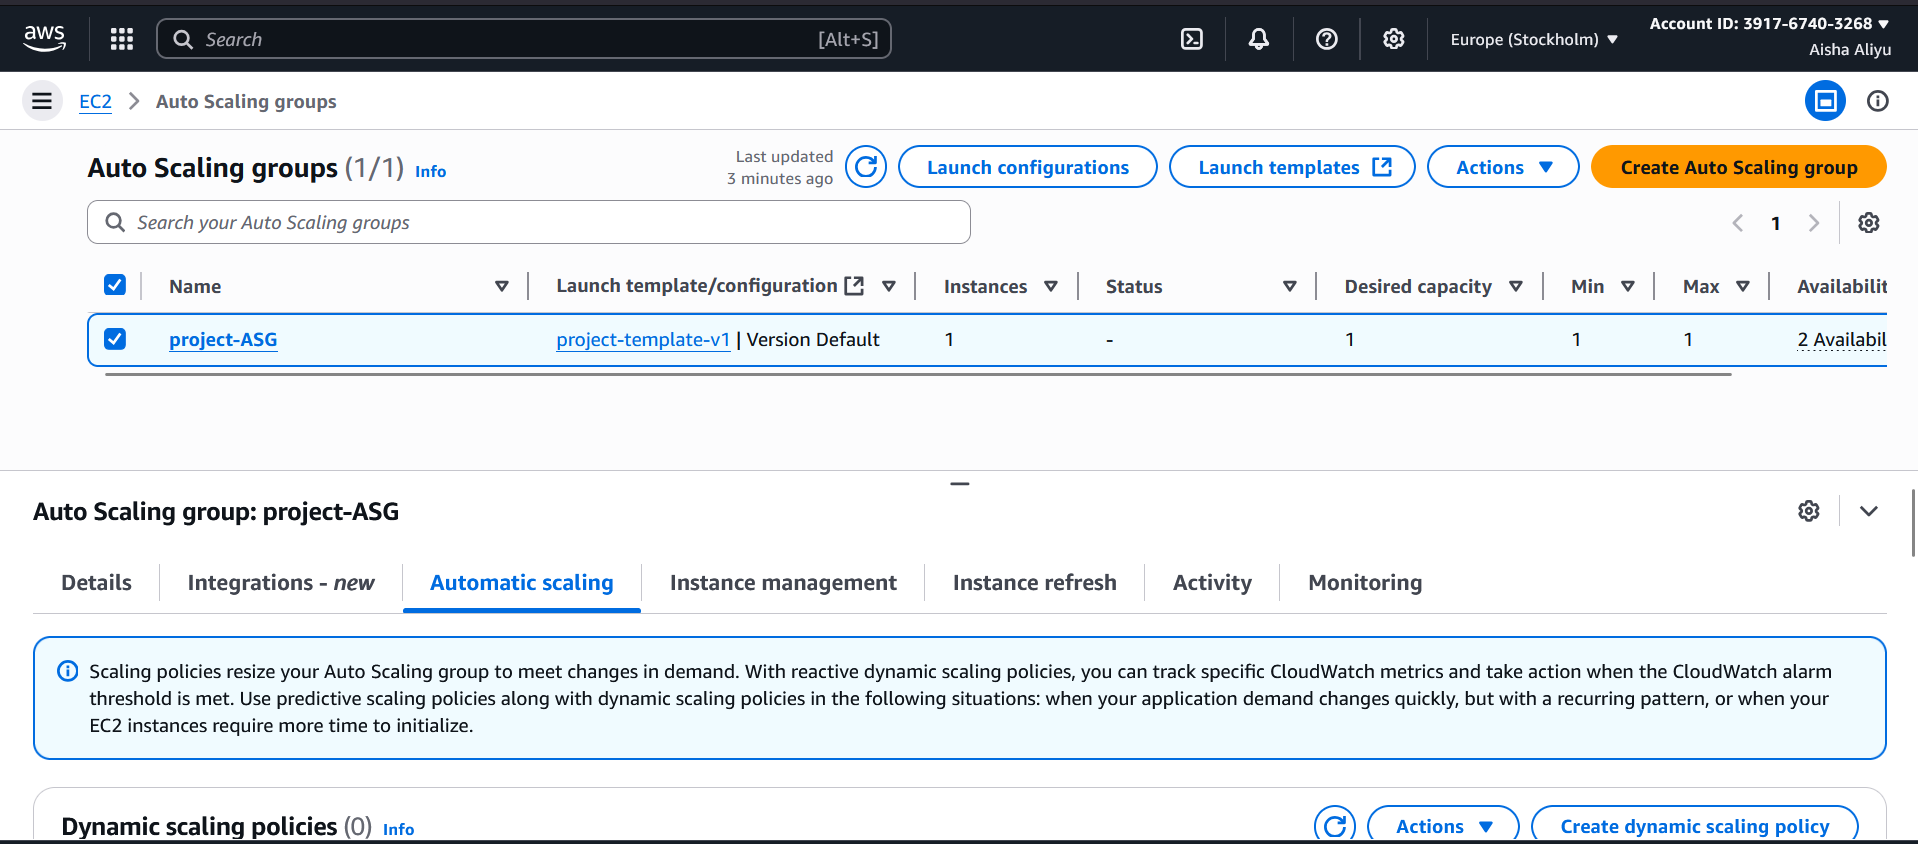 aws
Search [Alt+S]
Europe (Stockholm)
Account ID: 3917-6740-3268
Aisha Aliyu
EC2 > Auto Scaling groups
Auto Scaling groups (1/1) Info
Last updated
3 minutes ago
Launch configurations
Launch templates
Actions
Create Auto Scaling group
Search your Auto Scaling groups
1
Name Launch template/configuration Instances Status Desired capacity Min Max Availabilit
project-ASG project-template-v1 | Version Default 1 - 1 1 1 2 Availabil
Auto Scaling group: project-ASG
Details Integrations - new Automatic scaling Instance management Instance refresh Activity Monitoring
Scaling policies resize your Auto Scaling group to meet changes in demand. With reactive dynamic scaling policies, you can track specific CloudWatch metrics and take action when the CloudWatch alarm
threshold is met. Use predictive scaling policies along with dynamic scaling policies in the following situations: when your application demand changes quickly, but with a recurring pattern, or when your
EC2 instances require more time to initialize.
Dynamic scaling policies (0) Info
Actions
Create dynamic scaling policy